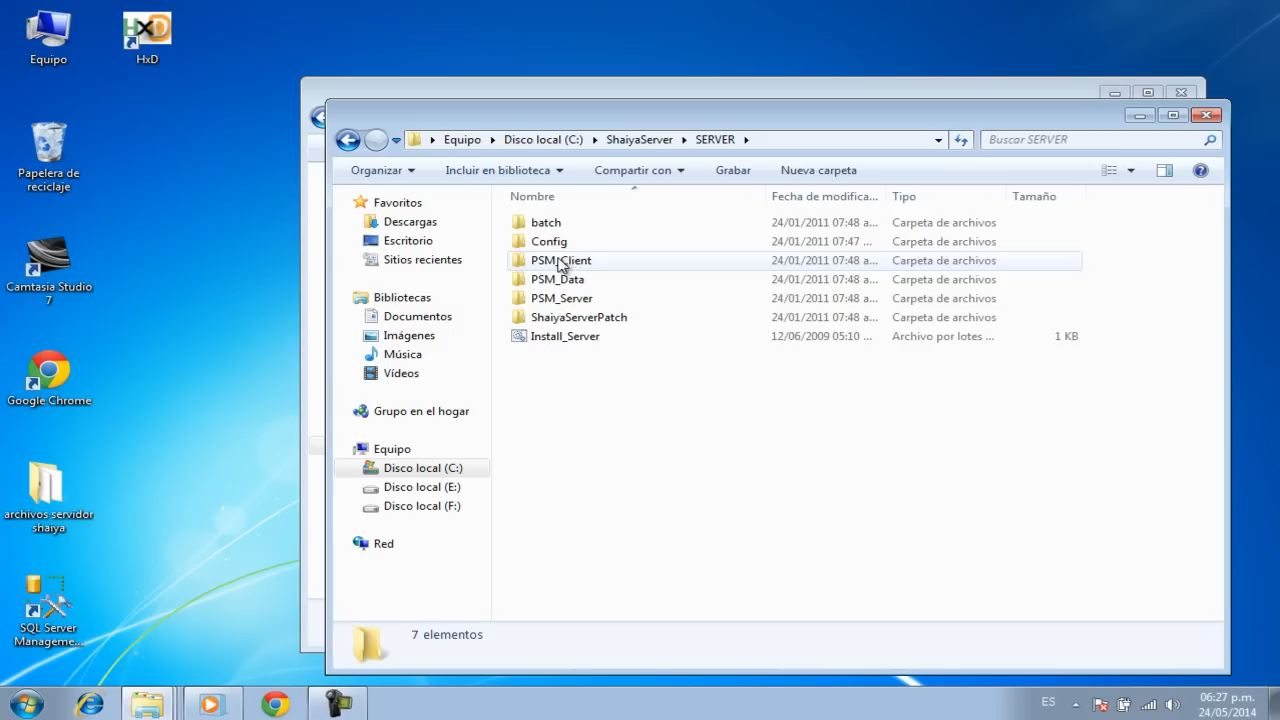 Equipo
HxD
Papelera de
reciclaje
Camtasia Studio
7
Google Chrome
archivos servidor
shaiya
SQL Server
Manageme...
Equipo
Disco local (C:)
ShaiyaServer
SERVER
Buscar SERVER
Organizar
Incluir en biblioteca
Compartir con
Grabar
Nueva carpeta
Favoritos
Descargas
Escritorio
Sitios recientes
Bibliotecas
Documentos
Imágenes
Música
Vídeos
Grupo en el hogar
Equipo
Disco local (C:)
Disco local (E:)
Disco local (F:)
Red
Nombre Fecha de modifica... Tipo Tamaño
batch 24/01/2011 07:48 a... Carpeta de archivos
Config 24/01/2011 07:47 ... Carpeta de archivos
PSM_Client 24/01/2011 07:48 a... Carpeta de archivos
PSM_Data 24/01/2011 07:48 a... Carpeta de archivos
PSM_Server 24/01/2011 07:48 a... Carpeta de archivos
ShaiyaServerPatch 24/01/2011 07:48 a... Carpeta de archivos
Install_Server 12/06/2009 05:10 ... Archivo por lotes ... 1 KB
7 elementos
ES
06:27 p.m.
24/05/2014